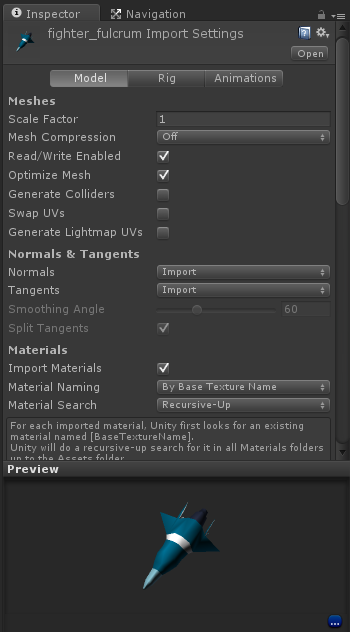 Inspector Navigation
fighter_fulcrum Import Settings
Open
Model Rig Animations
Meshes
Scale Factor 1
Mesh Compression Off
Read/Write Enabled
Optimize Mesh
Generate Colliders
Swap UVs
Generate Lightmap UVs
Normals & Tangents
Normals Import
Tangents Import
Smoothing Angle 60
Split Tangents
Materials
Import Materials
Material Naming By Base Texture Name
Material Search Recursive-Up
For each imported material, Unity first looks for an existing
material named [BaseTextureName].
Unity will do a recursive-up search for it in all Materials folders
up to the Assets folder
Preview